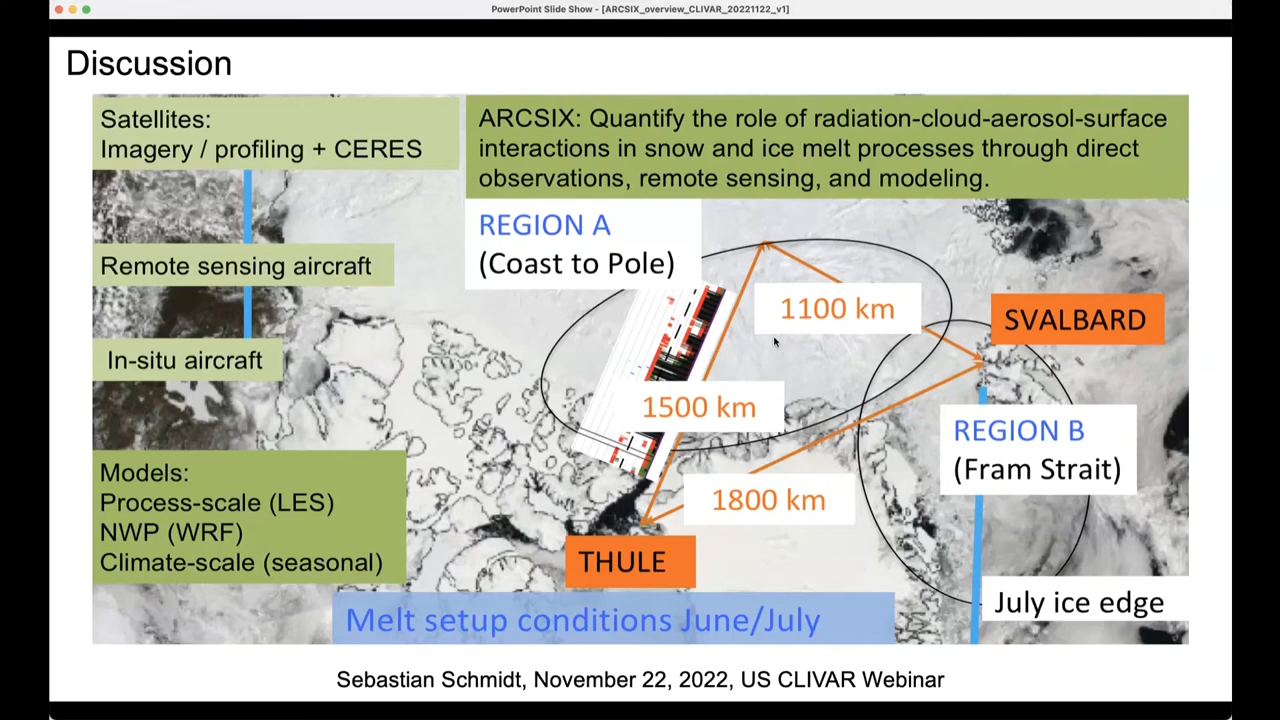 PowerPoint Slide Show - [ARCSIX_overview_CLIVAR_20221122_v1]
Discussion
Satellites:
Imagery / profiling + CERES
ARCSIX: Quantify the role of radiation-cloud-aerosol-surface
interactions in snow and ice melt processes through direct
observations, remote sensing, and modeling.
REGION A
(Coast to Pole)
Remote sensing aircraft
1100 km
SVALBARD
In-situ aircraft
1500 km
REGION B
(Fram Strait)
Models:
Process-scale (LES)
NWP (WRF)
Climate-scale (seasonal)
1800 km
THULE
July ice edge
Melt setup conditions June/July
Sebastian Schmidt, November 22, 2022, US CLIVAR Webinar